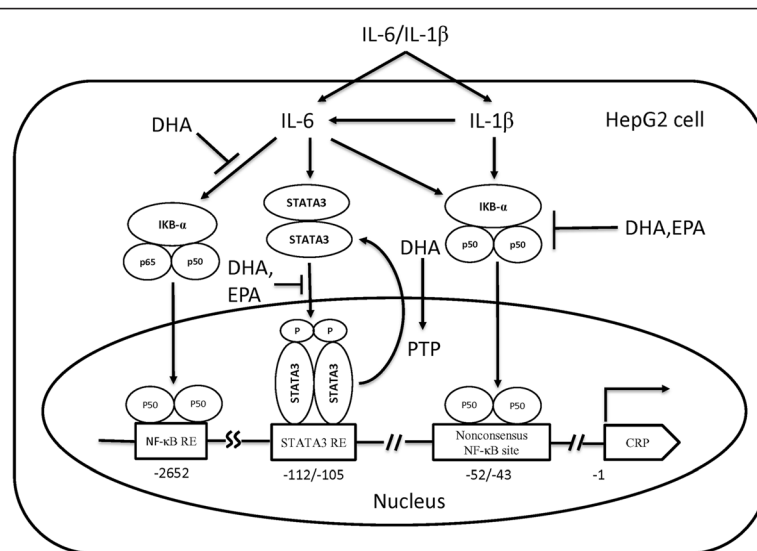 IL-6/IL-1β
DHA
IL-6
IL-1β
HepG2 cell
STATA3
STATA3
IKB-α
p65
p50
IKB-α
p50
p50
DHA,EPA
DHA
DHA,
EPA
P
P
PTP
STATA3
STATA3
P50
P50
P50
P50
NF-κB RE
STATA3 RE
Nonconsensus
NF-κB site
CRP
-2652
-112/-105
-52/-43
-1
Nucleus